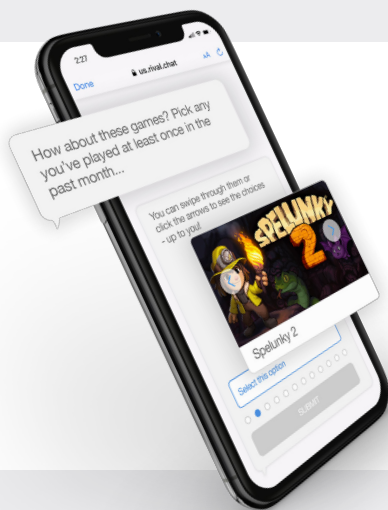 2:27
Done
us.rival.chat
AA
How about these games? Pick any
you've played at least once in the
past month...
You can swipe through them or
click the arrows to see the choices
- up to you!
SPELUNKY
2
Spelunky 2
Select this option
SUBMIT